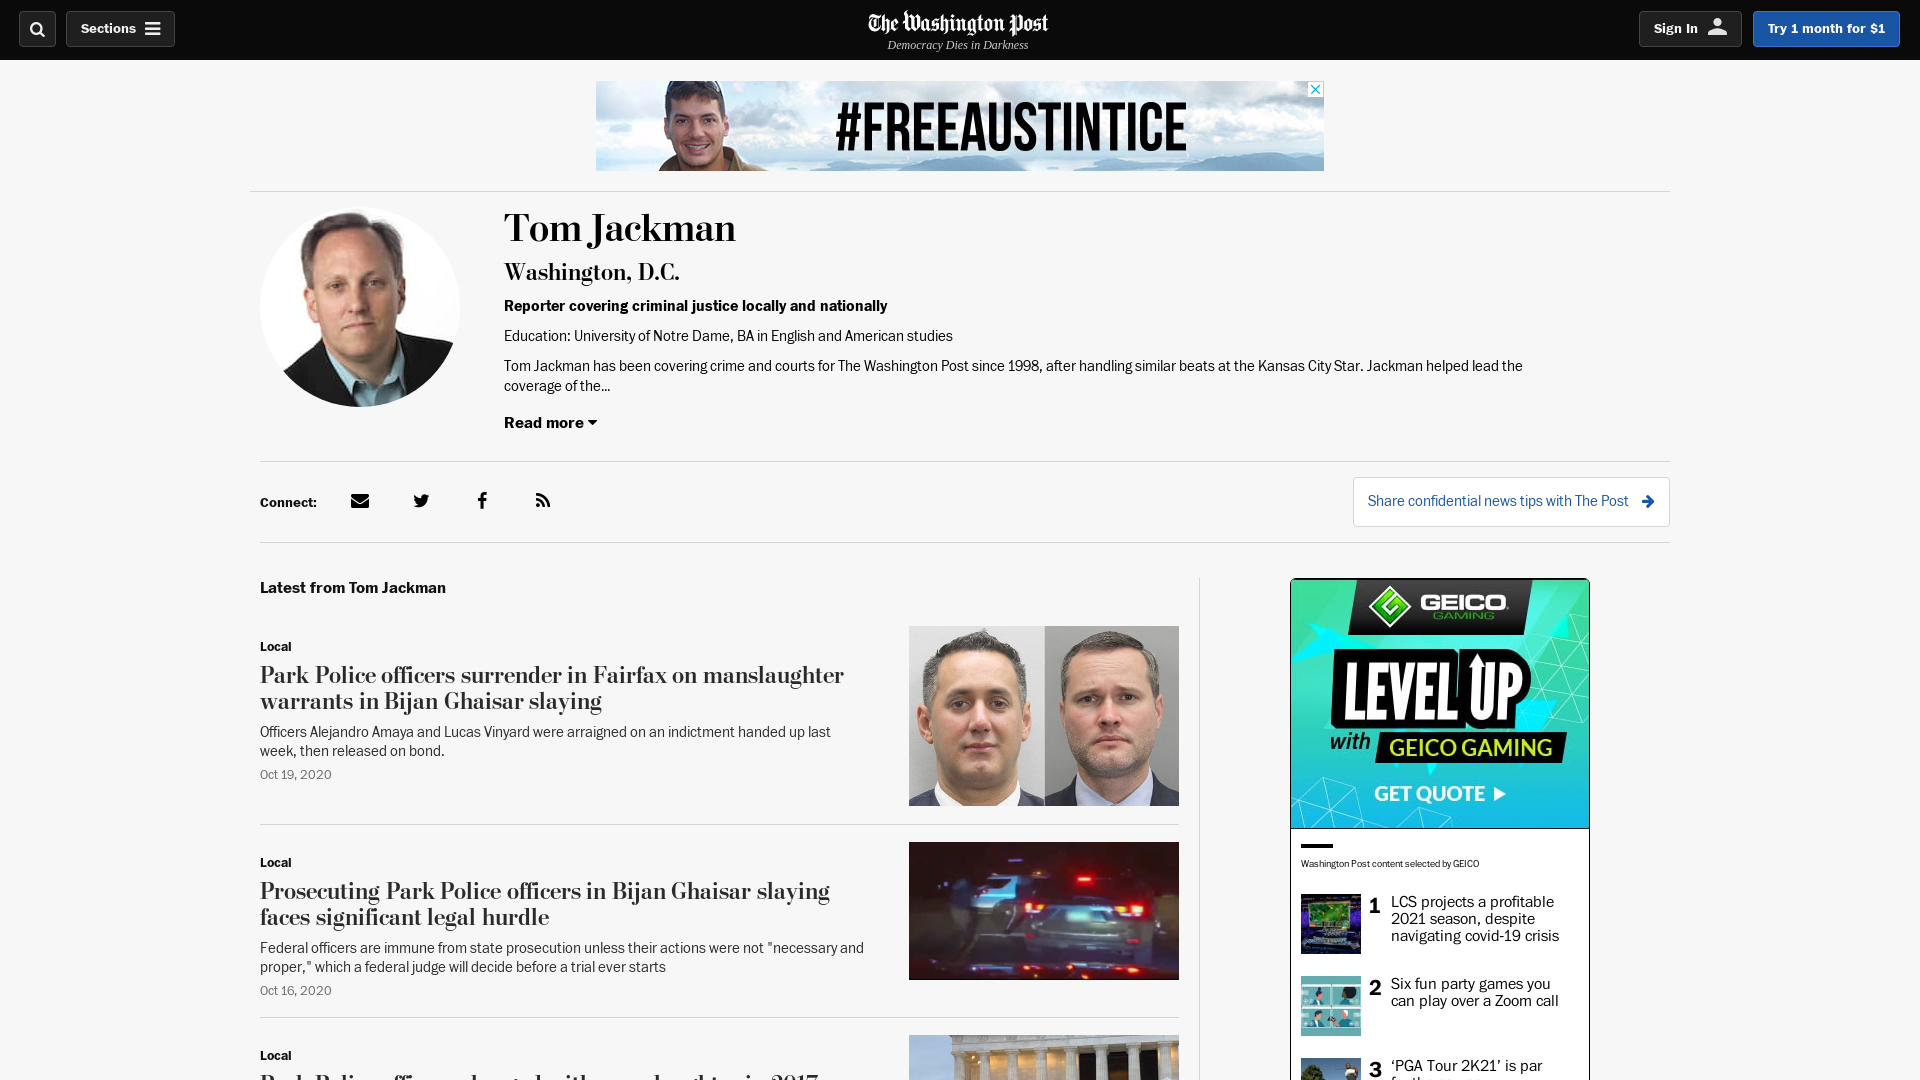 Sections
The Washington Post
Democracy Dies in Darkness
Sign In
Try 1 month for $1
#FREEAUSTINTICE
Tom Jackman
Washington, D.C.
Reporter covering criminal justice locally and nationally
Education: University of Notre Dame, BA in English and American studies
Tom Jackman has been covering crime and courts for The Washington Post since 1998, after handling similar beats at the Kansas City Star. Jackman helped lead the
coverage of the...
Read more
Connect:
Share confidential news tips with The Post
Latest from Tom Jackman
Local
Park Police officers surrender in Fairfax on manslaughter
warrants in Bijan Ghaisar slaying
Officers Alejandro Amaya and Lucas Vinyard were arraigned on an indictment handed up last
week, then released on bond.
Oct 19, 2020
Local
Prosecuting Park Police officers in Bijan Ghaisar slaying
faces significant legal hurdle
Federal officers are immune from state prosecution unless their actions were not "necessary and
proper," which a federal judge will decide before a trial ever starts
Oct 16, 2020
Local
GEICO
GAMING
LEVEL UP
with GEICO GAMING
GET QUOTE
Washington Post content selected by GEICO
1 LCS projects a profitable
2021 season, despite
navigating covid-19 crisis
2 Six fun party games you
can play over a Zoom call
3 ‘PGA Tour 2K21’ is par